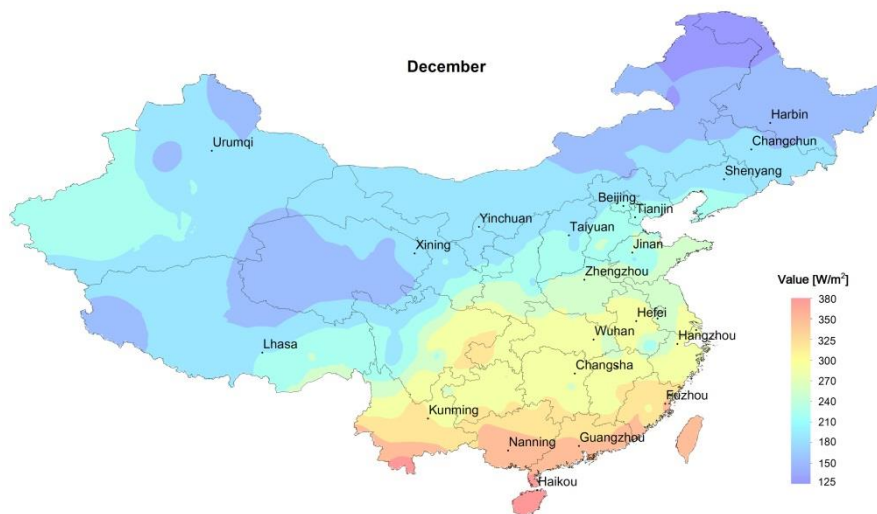 December
Harbin
Changchun
Urumqi
Shenyang
Beijing
Tianjin
Yinchuan
Taiyuan
Xining
Jinan
Zhengzhou
Value [W/m²]
380
350
Hefei
330
Wuhan
Hangzhou
300
Lhasa
270
Changsha
240
Fuzhou
210
Kunming
180
Nanning
Guangzhou
150
125
Haikou